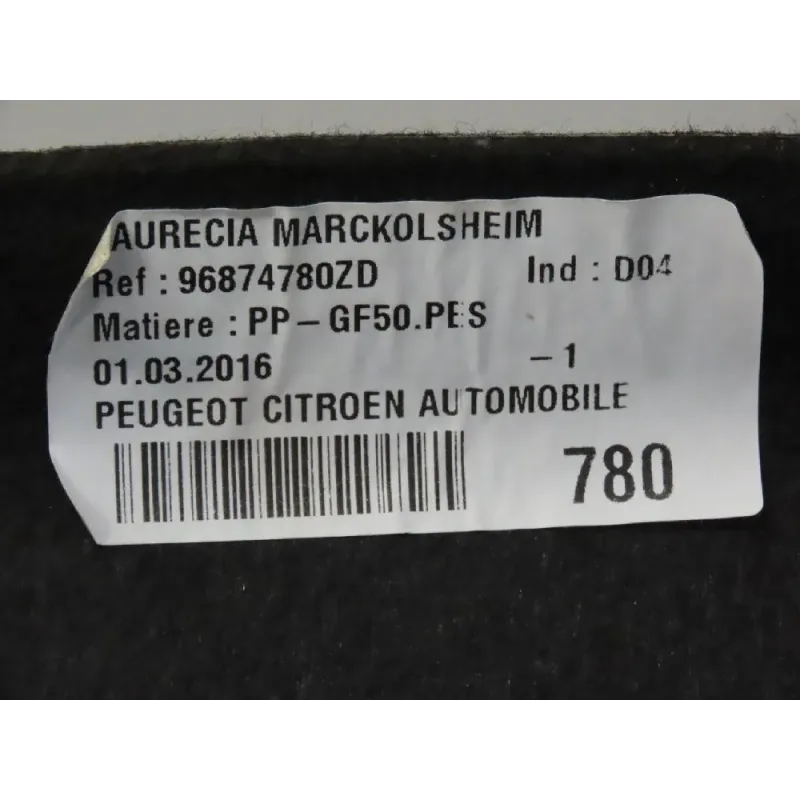 AURECIA MARCKOLSHEIM
Ref : 96874780ZD Ind : D04
Matiere : PP-GF50.PES
01.03.2016 -1
PEUGEOT CITROEN AUTOMOBILE
780